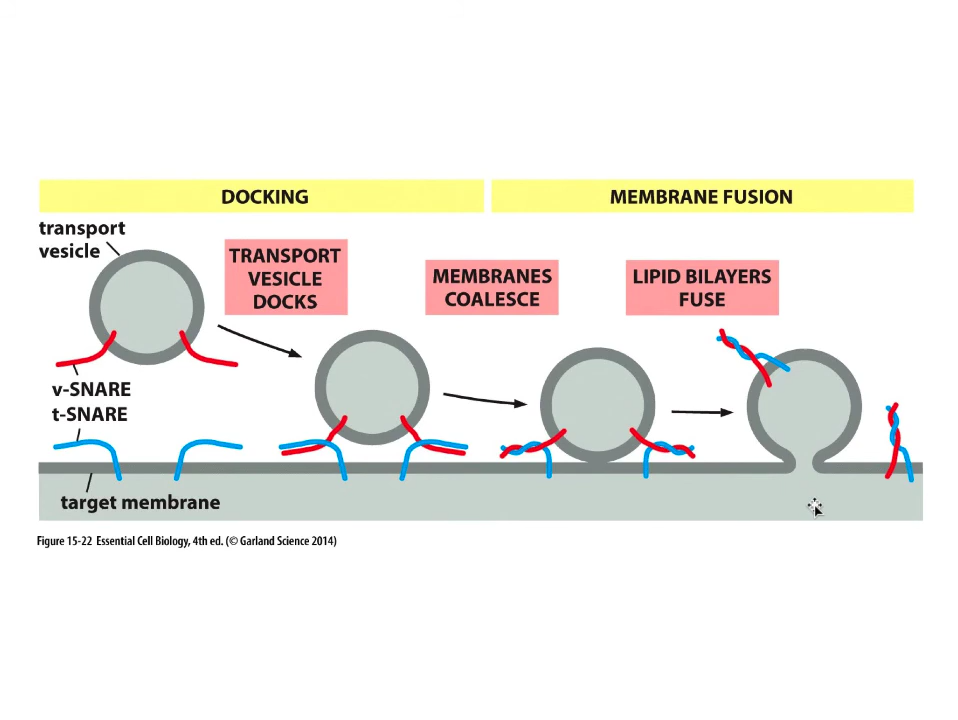 DOCKING
MEMBRANE FUSION
transport
vesicle
TRANSPORT
VESICLE
DOCKS
MEMBRANES
COALESCE
LIPID BILAYERS
FUSE
v-SNARE
t-SNARE
target membrane
Figure 15-22 Essential Cell Biology, 4th ed. (© Garland Science 2014)